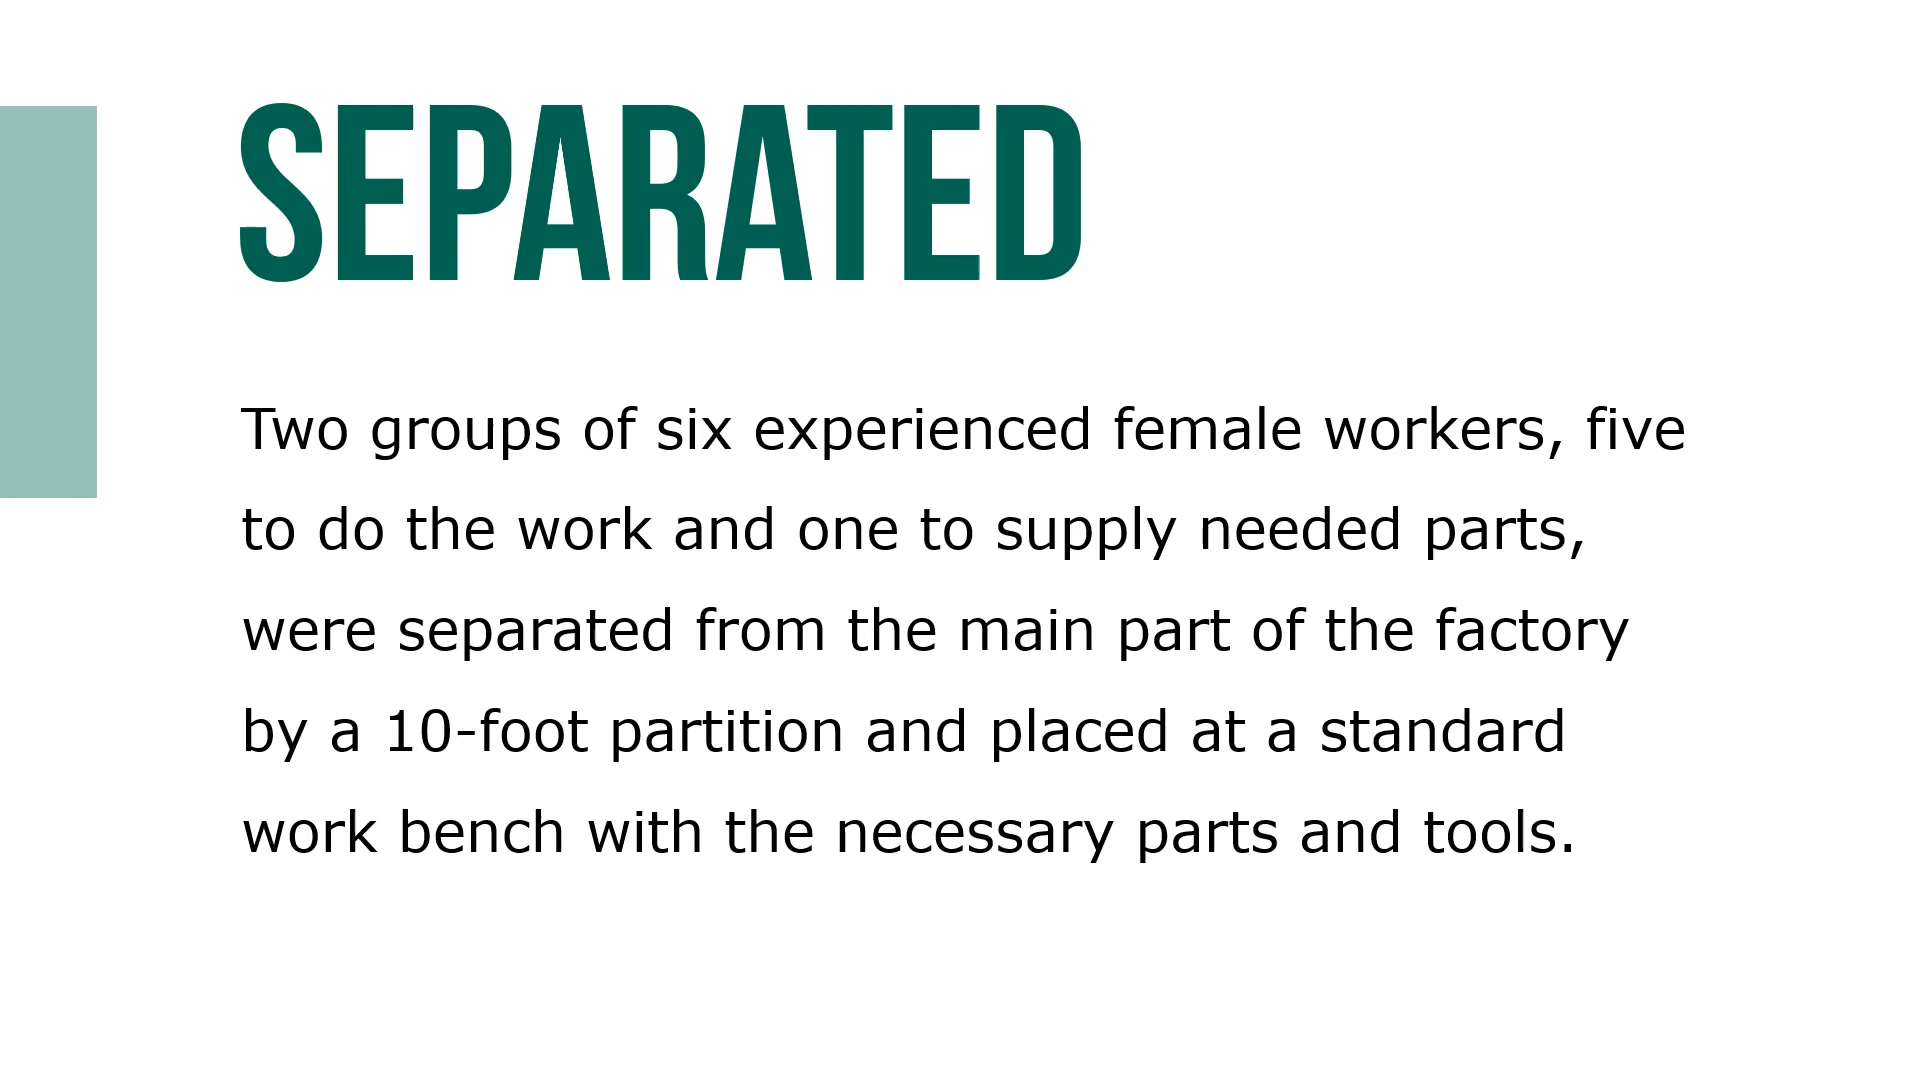 SEPARATED
Two groups of six experienced female workers, five
to do the work and one to supply needed parts,
were separated from the main part of the factory
by a 10-foot partition and placed at a standard
work bench with the necessary parts and tools.